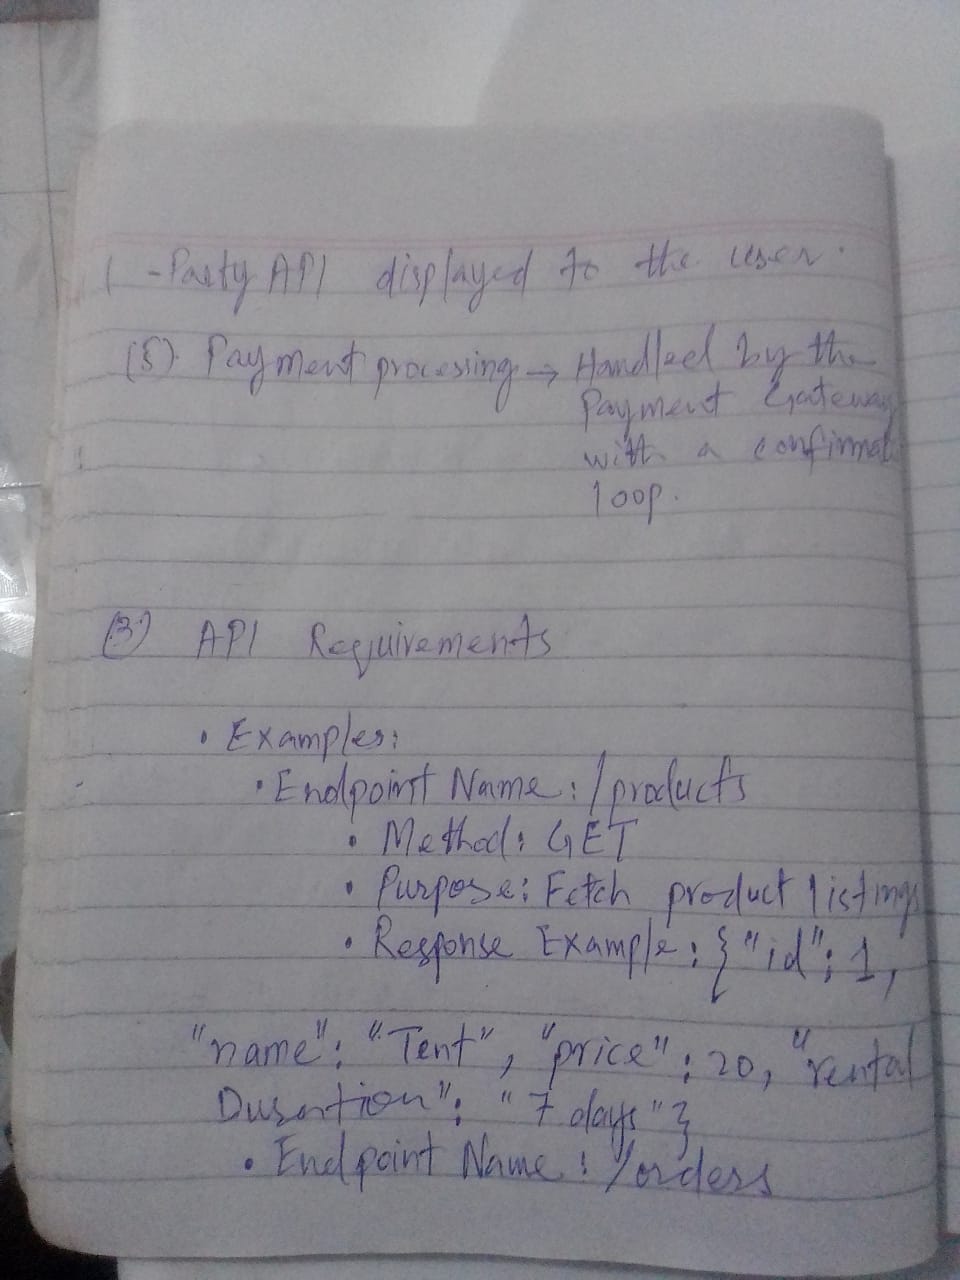 -Party API displayed to the user.
(5). Payment processing → Handled by the
Payment Gateway
with a confirmat
loop.
(3) API Requirements
• Examples:
• Endpoint Name: /products
• Method: GET
• Purpose: Fetch product listings
• Response Example: {"id": 1,
"name": "Tent", "price": 20, "rental
Duration": "7 days"}
• Endpoint Name: /orders